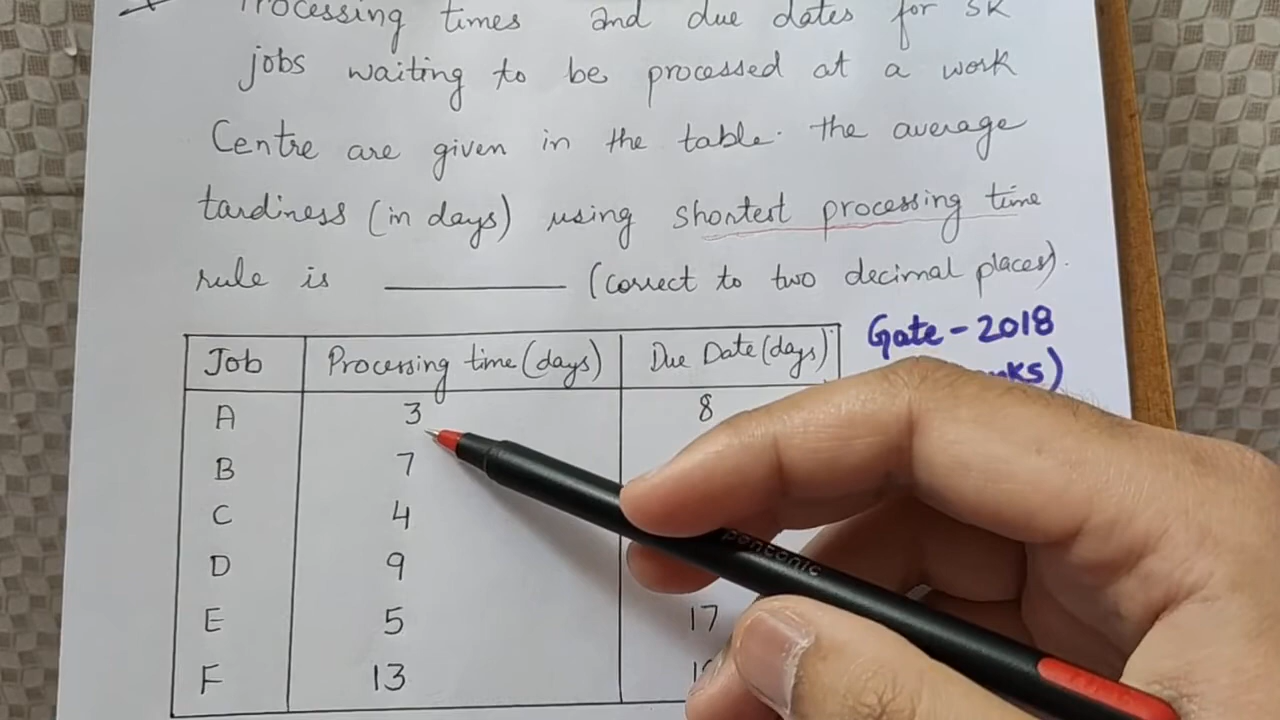 Processing times and due dates for six
jobs waiting to be processed at a work
Centre are given in the table. the average
tardiness (in days) using shortest processing time
rule is ________ (correct to two decimal places).
Gate-2018
Job Processing time (days) Due Date (days)
A 3 8
B 7
C 4
D 9
E 5 17
F 13
pentonic